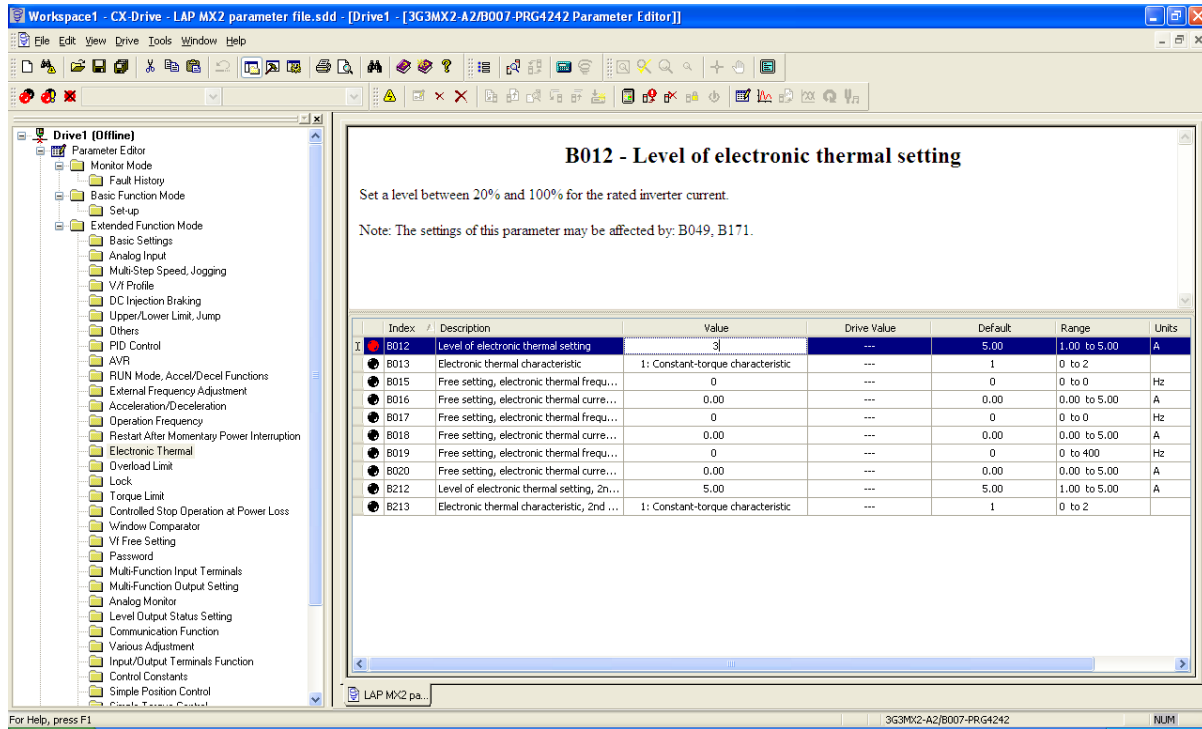 Workspace1 - CX-Drive - LAP MX2 parameter file.sdd - [Drive1 - [3G3MX2-A2/B007-PRG4242 Parameter Editor]]
File Edit View Drive Tools Window Help
Drive1 (Offline)
Parameter Editor
Monitor Mode
Fault History
Basic Function Mode
Set-up
Extended Function Mode
Basic Settings
Analog Input
Multi-Step Speed, Jogging
V/f Profile
DC Injection Braking
Upper/Lower Limit, Jump
Others
PID Control
AVR
RUN Mode, Accel/Decel Functions
External Frequency Adjustment
Acceleration/Deceleration
Operation Frequency
Restart After Momentary Power Interruption
Electronic Thermal
Overload Limit
Lock
Torque Limit
Controlled Stop Operation at Power Loss
Window Comparator
Vf Free Setting
Password
Multi-Function Input Terminals
Multi-Function Output Setting
Analog Monitor
Level Output Status Setting
Communication Function
Various Adjustment
Input/Output Terminals Function
Control Constants
Simple Position Control
Simple Torque Control
B012 - Level of electronic thermal setting
Set a level between 20% and 100% for the rated inverter current.
Note: The settings of this parameter may be affected by: B049, B171.
Index Description Value Drive Value Default Range Units
B012 Level of electronic thermal setting 3 --- 5.00 1.00 to 5.00 A
B013 Electronic thermal characteristic 1: Constant-torque characteristic --- 1 0 to 2
B015 Free setting, electronic thermal frequ... 0 --- 0 0 to 0 Hz
B016 Free setting, electronic thermal curre... 0.00 --- 0.00 0.00 to 5.00 A
B017 Free setting, electronic thermal frequ... 0 --- 0 0 to 0 Hz
B018 Free setting, electronic thermal curre... 0.00 --- 0.00 0.00 to 5.00 A
B019 Free setting, electronic thermal frequ... 0 --- 0 0 to 400 Hz
B020 Free setting, electronic thermal curre... 0.00 --- 0.00 0.00 to 5.00 A
B212 Level of electronic thermal setting, 2n... 5.00 --- 5.00 1.00 to 5.00 A
B213 Electronic thermal characteristic, 2nd ... 1: Constant-torque characteristic --- 1 0 to 2
LAP MX2 pa...
For Help, press F1
3G3MX2-A2/B007-PRG4242
NUM